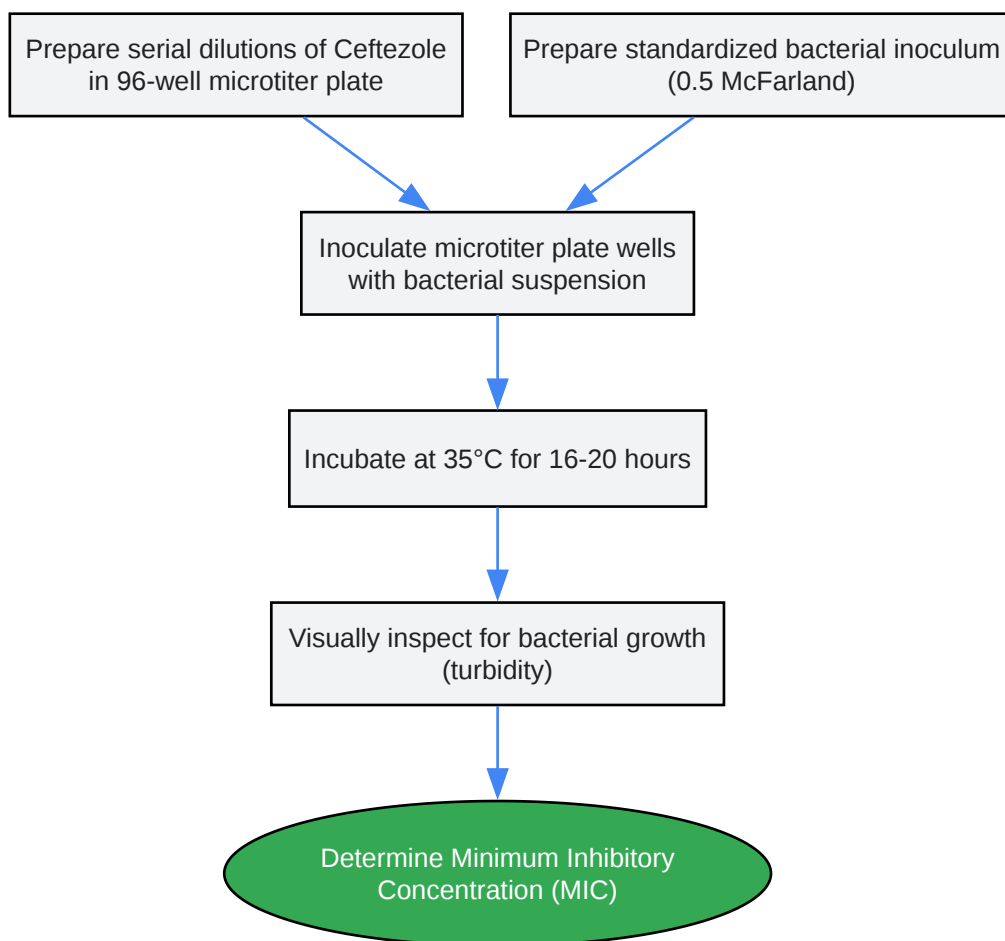 Prepare serial dilutions of Ceftezole
in 96-well microtiter plate
Prepare standardized bacterial inoculum
(0.5 McFarland)
Inoculate microtiter plate wells
with bacterial suspension
Incubate at 35°C for 16-20 hours
Visually inspect for bacterial growth
(turbidity)
Determine Minimum Inhibitory
Concentration (MIC)